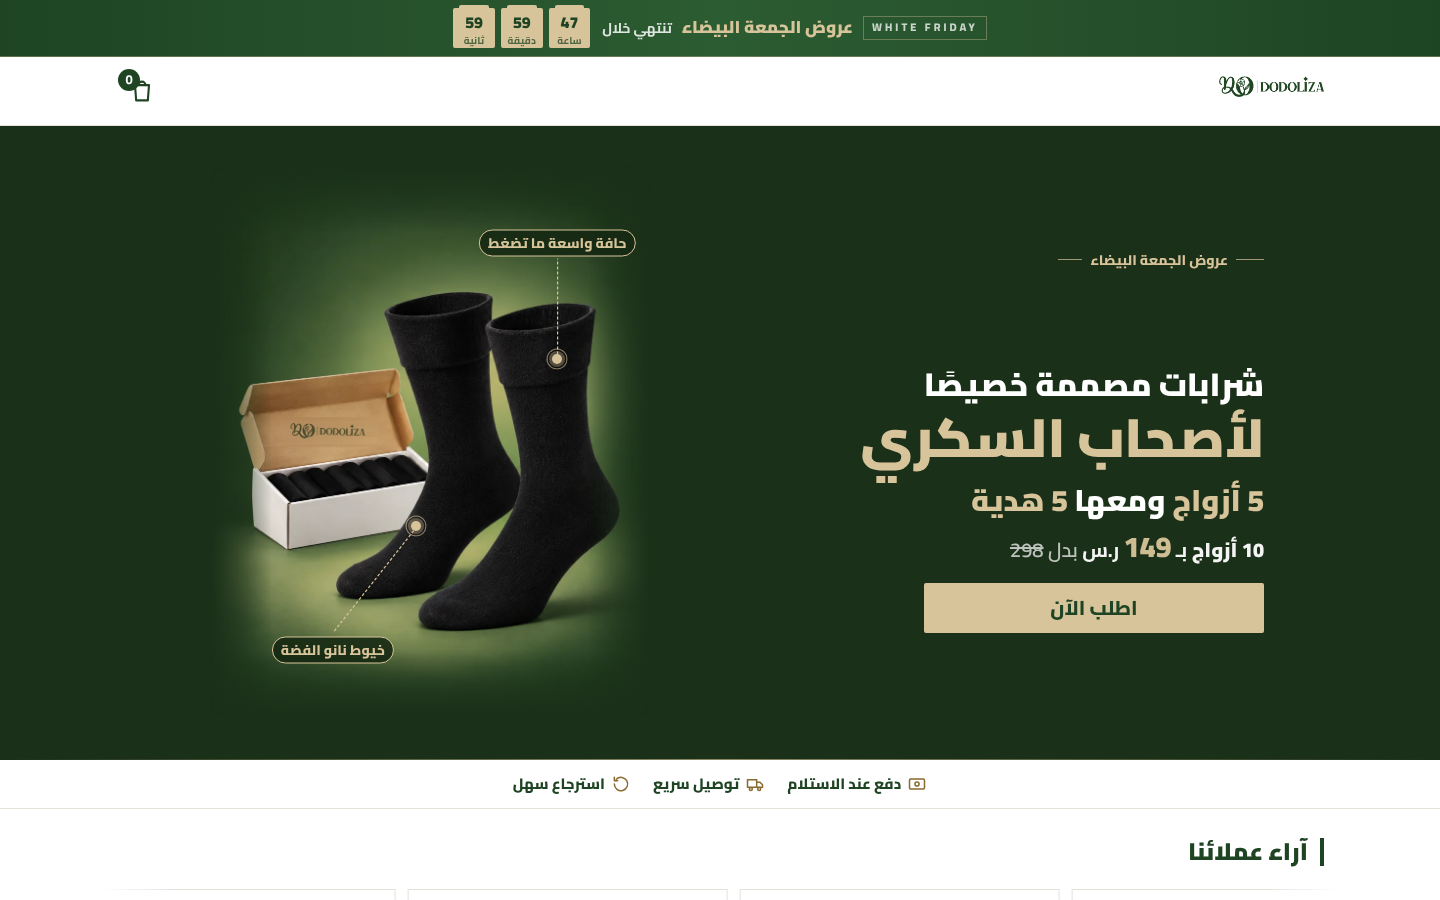 WHITE FRIDAY
عروض الجمعة البيضاء تنتهي خلال
47 ساعة
59 دقيقة
59 ثانية
DODOLIZA
0
عروض الجمعة البيضاء
شرابات مصممة خصيصًا
لأصحاب السكري
5 أزواج ومعها 5 هدية
10 أزواج بـ 149 ر.س بدل 298
اطلب الآن
حافة واسعة ما تضغط
DODOLIZA
خيوط نانو الفضة
دفع عند الاستلام
توصيل سريع
استرجاع سهل
آراء عملائنا